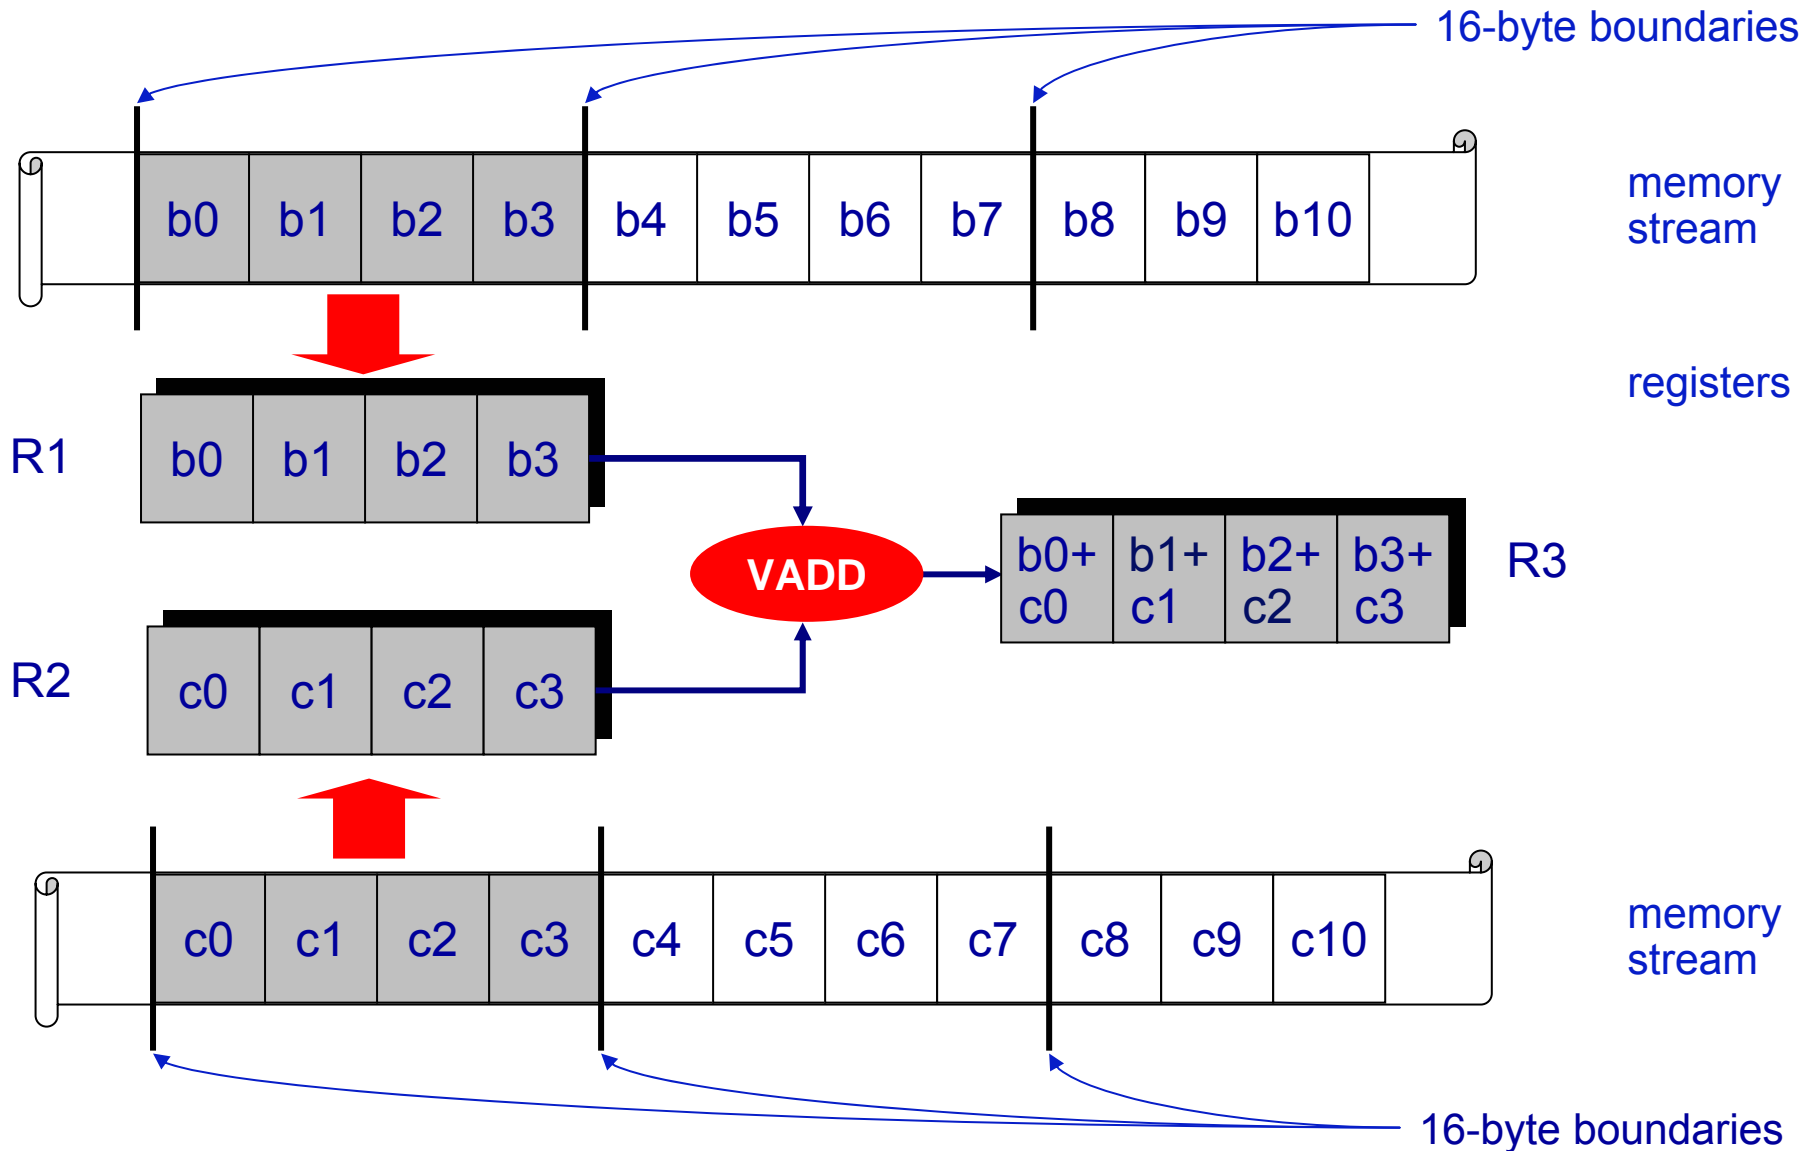 16-byte boundaries
b0 b1 b2 b3 b4 b5 b6 b7 b8 b9 b10
memory
stream
registers
R1
b0 b1 b2 b3
VADD
b0+ b1+ b2+ b3+
c0 c1 c2 c3
R3
R2
c0 c1 c2 c3
c0 c1 c2 c3 c4 c5 c6 c7 c8 c9 c10
memory
stream
16-byte boundaries